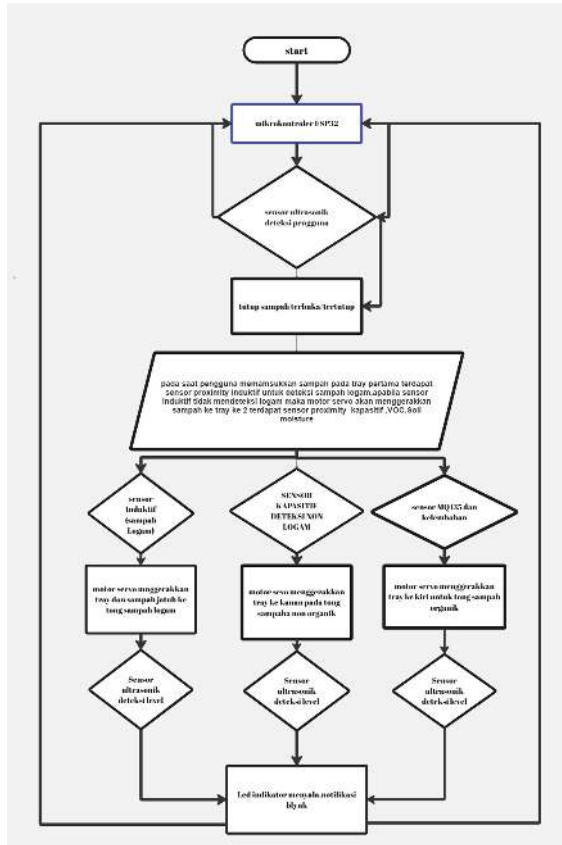 start
mikrokontroler ESP32
sensor ultrasonik
deteksi pengguna
tutup sampah terbuka/tertutup
pada saat pengguna memamsukkan sampah pada tray pertama terdapat
sensor proximity induktif untuk deteksi sampah logam.apabila sensor
induktif tidak mendeteksi logam maka motor servo akan menggerakkan
sampah ke tray ke 2 terdapat sensor proximity kapasitif ,VOC,Soil
moisture
sensor
Induktif
(sampah
Logam)
SENSOR
KAPASITIF
DETEKSI NON
LOGAM
sensor MQ135 dan
kelembaban
motor servo mnggerakkan
tray dan sampah jatuh ke
tong sampah logam
motor sevo menggerakkan
tray ke kanan pada tong
sampaha non organik
motor servo menggerakkan
tray ke kiri untuk tong sampah
organik
Sensor
ultrasonik
deteksi level
Sensor
ultrasonik
deteksi level
Sensor
ultrasonik
deteksi level
Led indikator menyala,notifikasi
blynk